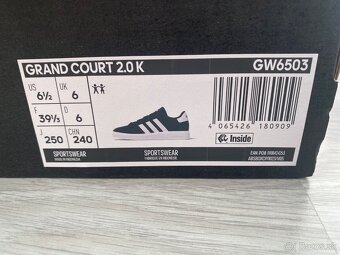 GRAND COURT 2.0 K GW6503
US UK
6½ 6
F D
39⅓ 6
J CHN
250 240
4 065426 180909
Inside
SPORTSWEAR SPORTSWEAR